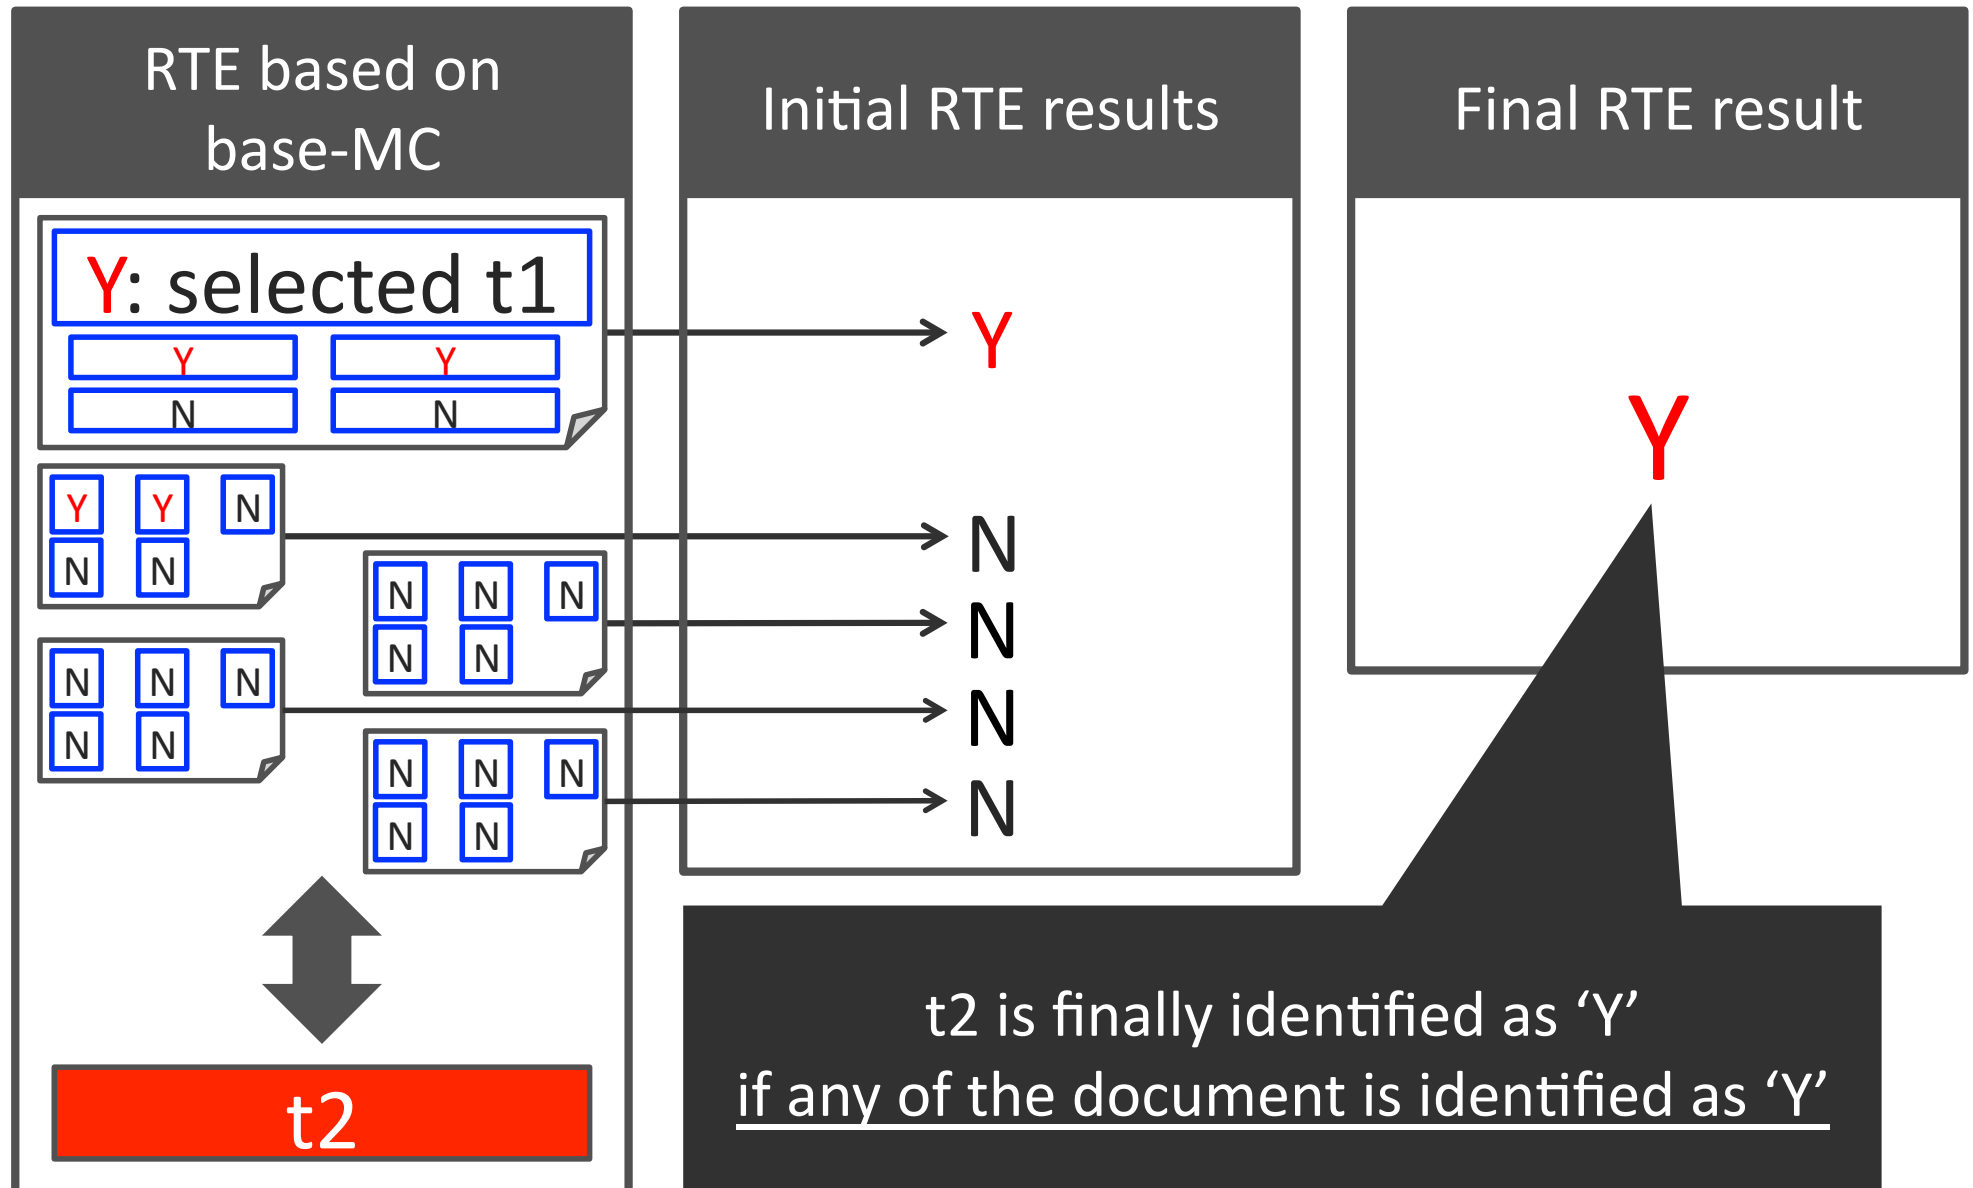 RTE based on
base-MC
Y: selected t1
Y Y
N N
Y Y N
N N
N N N
N N
N N N
N N
N N N
N N
t2
Initial RTE results
Y
N
N
N
N
Final RTE result
Y
t2 is finally identified as ‘Y’
if any of the document is identified as ‘Y’